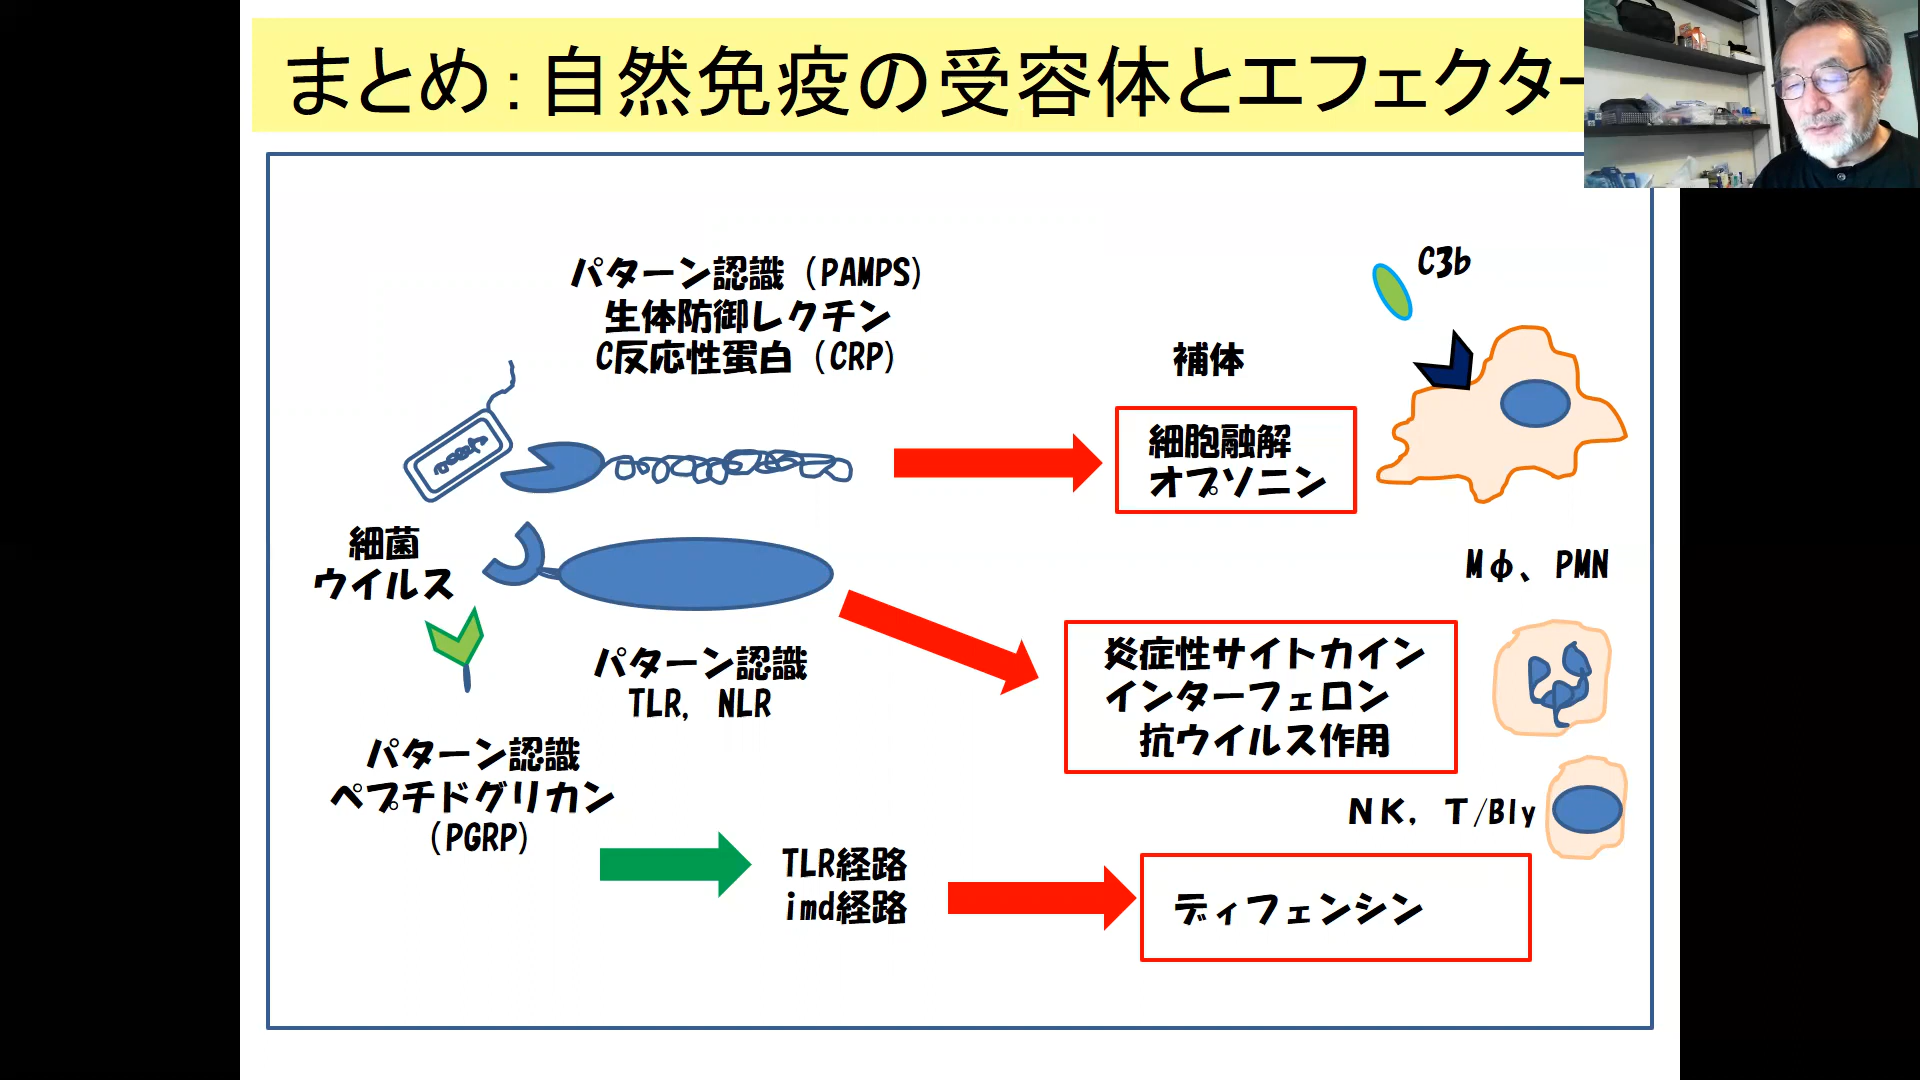 まとめ：自然免疫の受容体とエフェクター
パターン認識（PAMPS）
生体防御レクチン
C反応性蛋白（CRP）
C3b
補体
細胞融解
オプソニン
細菌
ウイルス
Mφ、PMN
パターン認識
TLR, NLR
炎症性サイトカイン
インターフェロン
抗ウイルス作用
パターン認識
ペプチドグリカン
（PGRP）
NK, T/Bly
TLR経路
imd経路
ディフェンシン